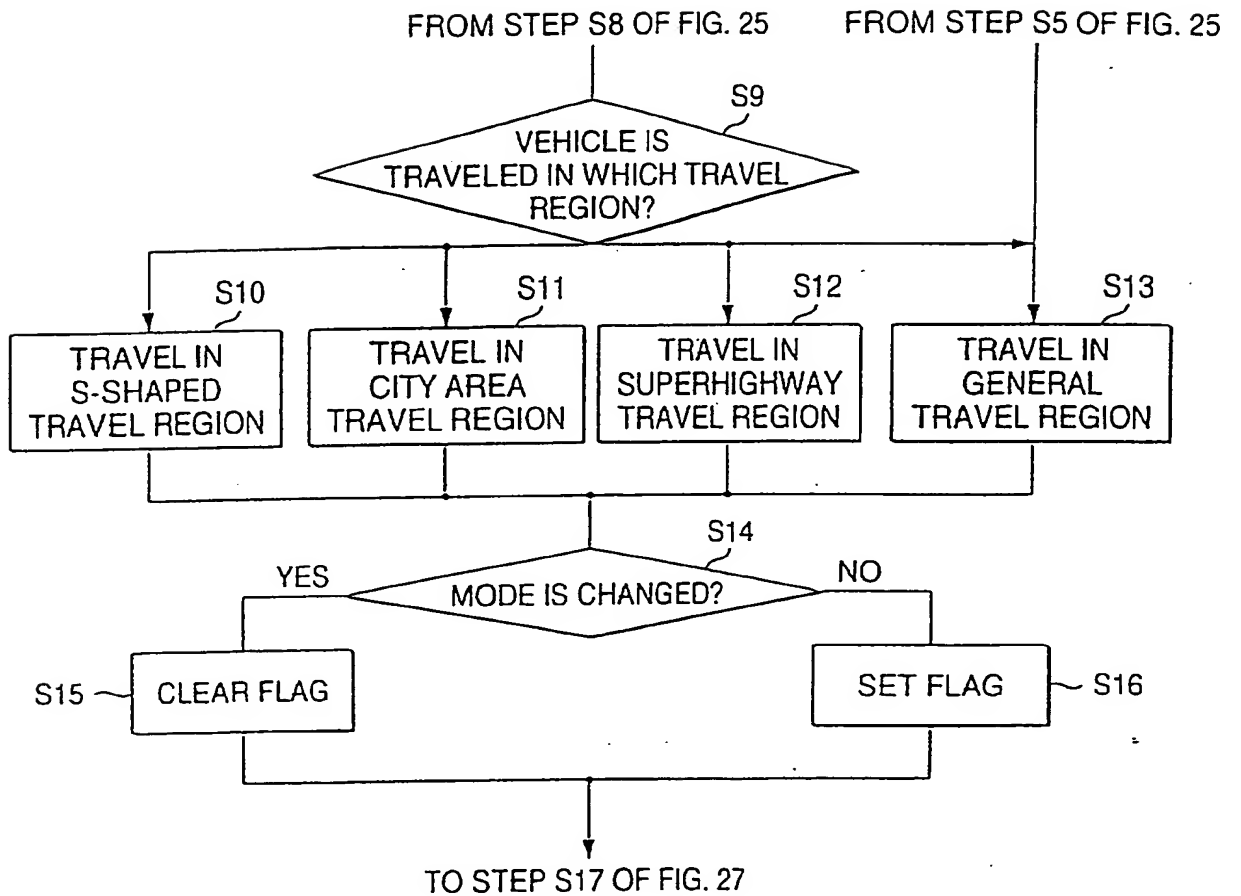 FROM STEP S8 OF FIG. 25
FROM STEP S5 OF FIG. 25
S9
VEHICLE IS
TRAVELED IN WHICH TRAVEL
REGION?
S10
S11
S12
S13
TRAVEL IN
S-SHAPED
TRAVEL REGION
TRAVEL IN
CITY AREA
TRAVEL REGION
TRAVEL IN
SUPERHIGHWAY
TRAVEL REGION
TRAVEL IN
GENERAL
TRAVEL REGION
S14
YES
MODE IS CHANGED?
NO
S15
CLEAR FLAG
SET FLAG
S16
TO STEP S17 OF FIG. 27